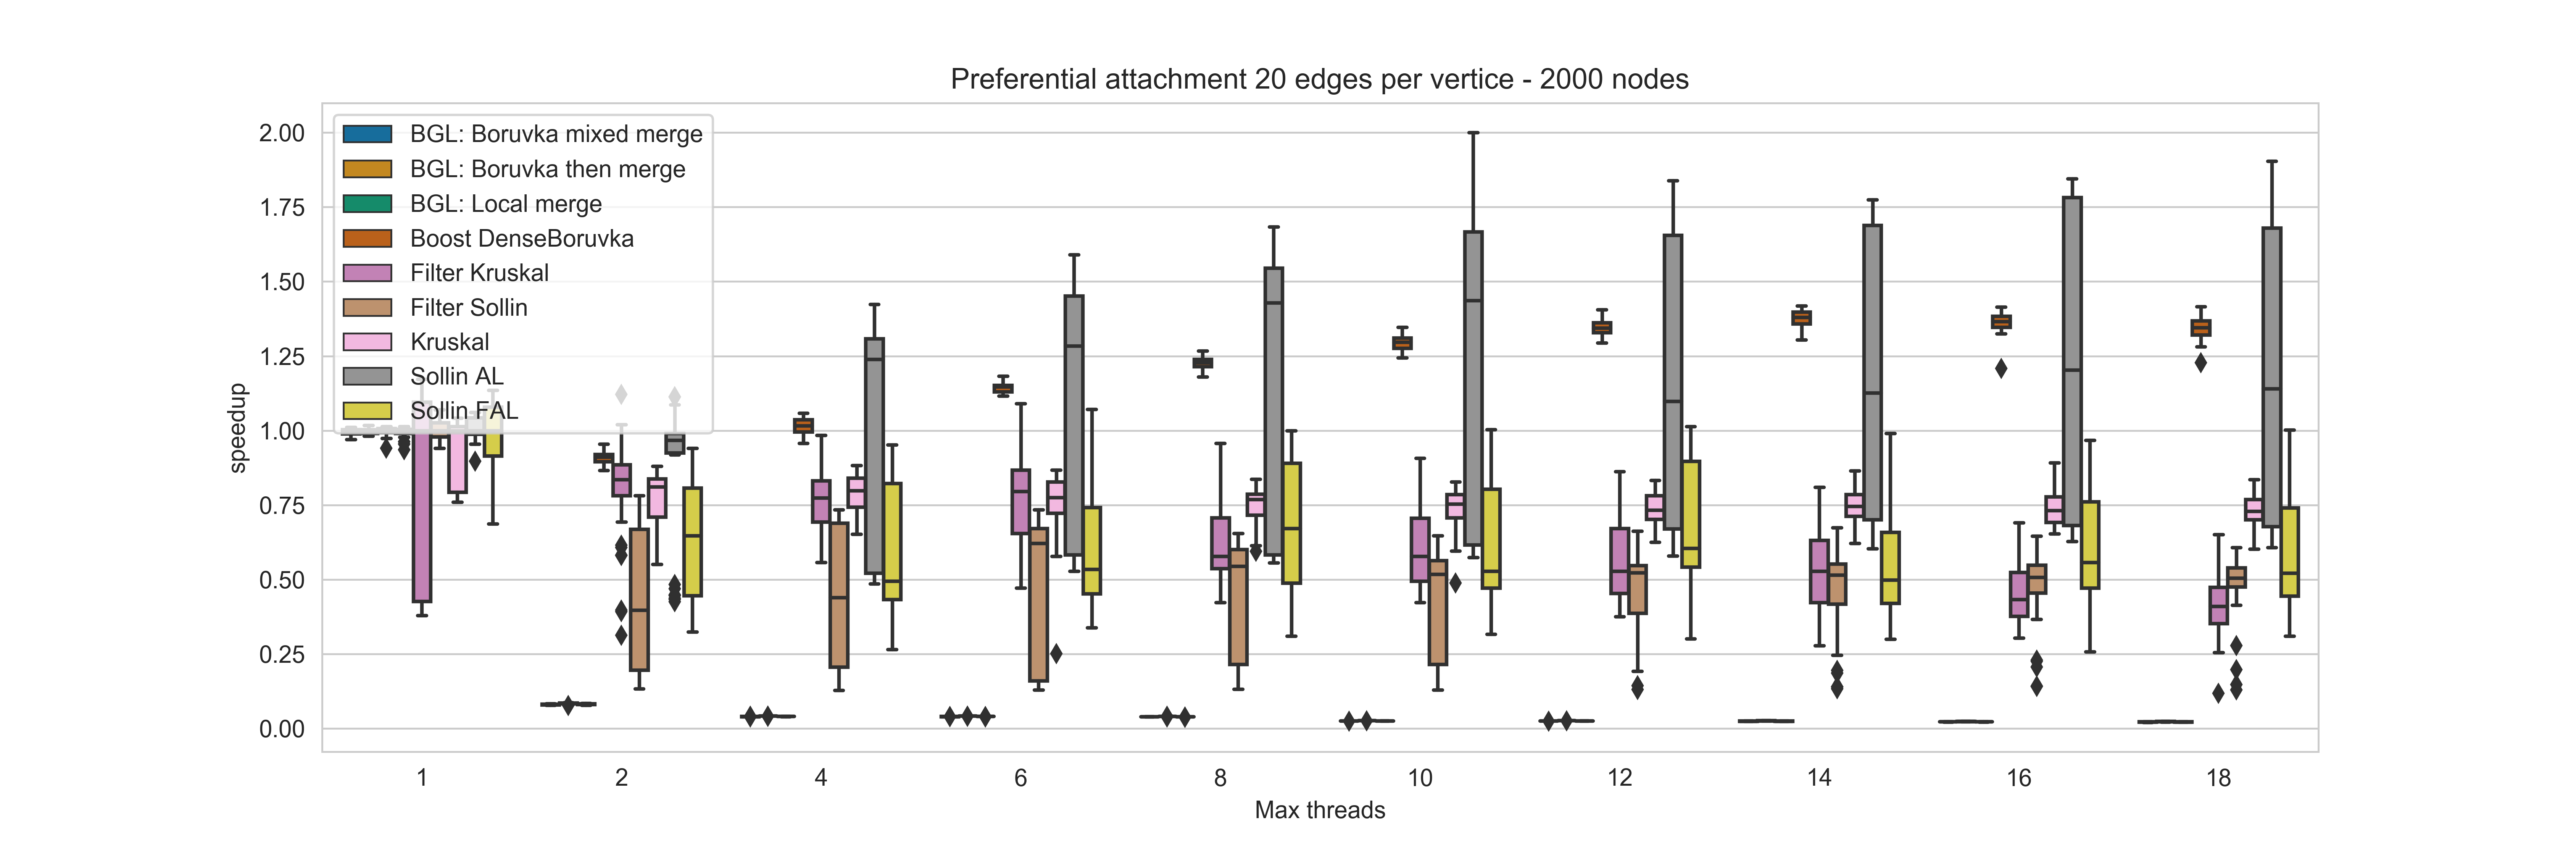 Preferential attachment 20 edges per vertice - 2000 nodes
2.00
1.75
1.50
1.25
1.00
0.75
0.50
0.25
0.00
speedup
BGL: Boruvka mixed merge
BGL: Boruvka then merge
BGL: Local merge
Boost DenseBoruvka
Filter Kruskal
Filter Sollin
Kruskal
Sollin AL
Sollin FAL
1 2 4 6 8 10 12 14 16 18
Max threads